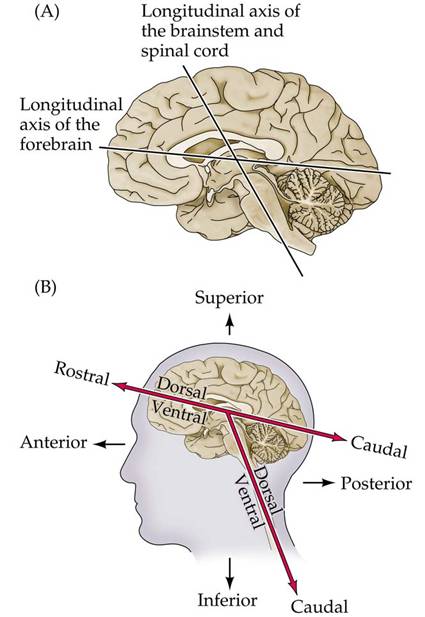 (A)
Longitudinal axis of
the brainstem and
spinal cord
Longitudinal
axis of the
forebrain
(B)
Superior
Rostral
Dorsal
Ventral
Anterior
Caudal
Dorsal
Ventral
Posterior
Inferior
Caudal